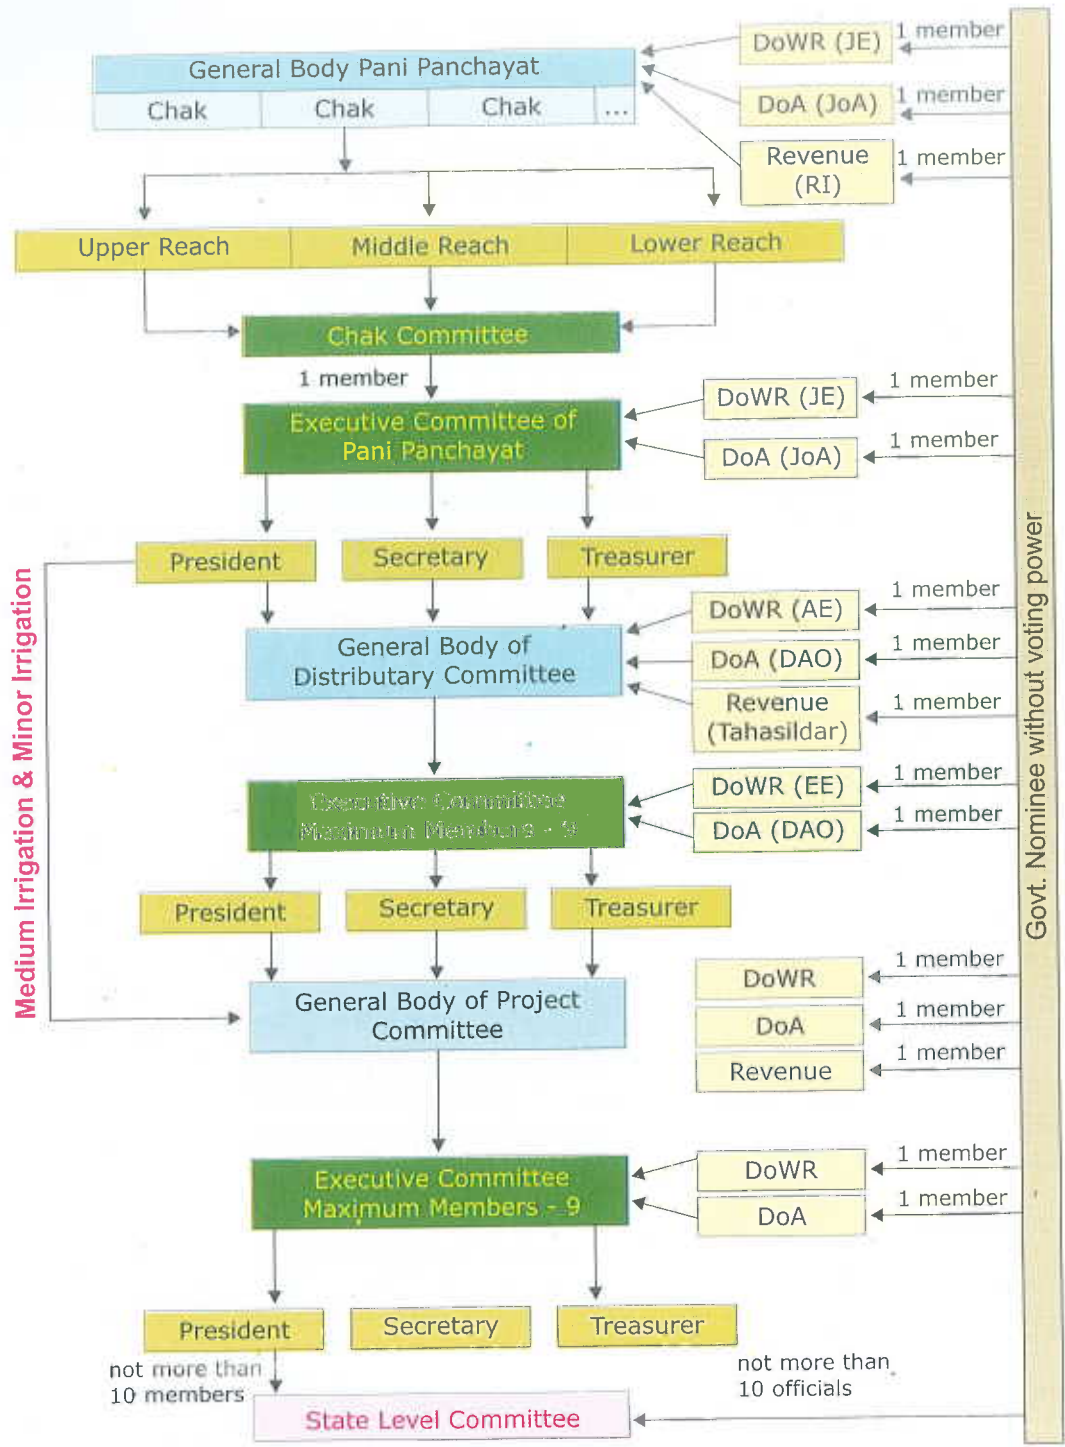 DoWR (JE)
1 member
General Body Pani Panchayat
Chak
Chak
Chak
...
DoA (JoA)
1 member
Revenue
(RI)
1 member
Upper Reach
Middle Reach
Lower Reach
Chak Committee
1 member
Executive Committee of
Pani Panchayat
DoWR (JE)
1 member
DoA (JoA)
1 member
President
Secretary
Treasurer
General Body of
Distributary Committee
DoWR (AE)
1 member
DoA (DAO)
1 member
Revenue
(Tahasildar)
1 member
Executive Committee
Maximum Members - 9
DoWR (EE)
1 member
DoA (DAO)
1 member
President
Secretary
Treasurer
General Body of Project
Committee
DoWR
1 member
DoA
1 member
Revenue
1 member
Executive Committee
Maximum Members - 9
DoWR
1 member
DoA
1 member
President
Secretary
Treasurer
not more than
10 members
not more than
10 officials
State Level Committee
Medium Irrigation & Minor Irrigation
Govt. Nominee without voting power